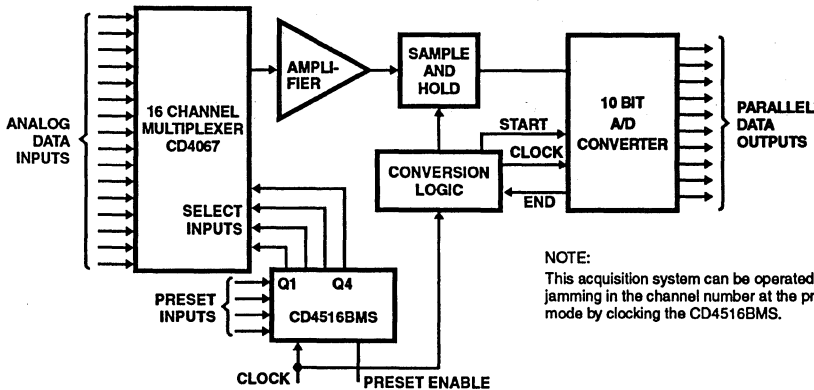 ANALOG
DATA
INPUTS
16 CHANNEL
MULTIPLEXER
CD4067
SELECT
INPUTS
AMPLI-
FIER
SAMPLE
AND
HOLD
CONVERSION
LOGIC
START
CLOCK
END
10 BIT
A/D
CONVERTER
PARALLEL
DATA
OUTPUTS
PRESET
INPUTS
Q1 Q4
CD4516BMS
CLOCK
PRESET ENABLE
NOTE:
This acquisition system can be operated
jamming in the channel number at the
mode by clocking the CD4516BMS.